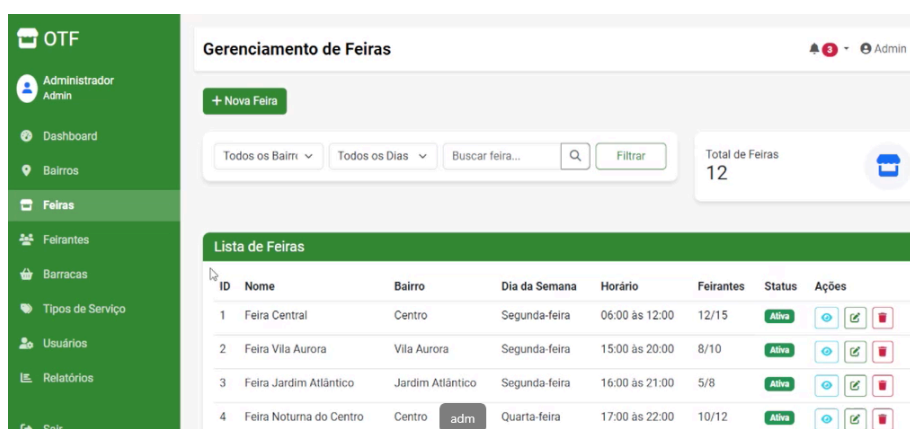 OTF
Administrador
Admin
Dashboard
Bairros
Feiras
Feirantes
Barracas
Tipos de Serviço
Usuários
Relatórios
Sair
Gerenciamento de Feiras
3
Admin
+ Nova Feira
Todos os Bairr
Todos os Dias
Buscar feira...
Filtrar
Total de Feiras
12
Lista de Feiras
ID Nome Bairro Dia da Semana Horário Feirantes Status Ações
1 Feira Central Centro Segunda-feira 06:00 às 12:00 12/15 Ativa
2 Feira Vila Aurora Vila Aurora Segunda-feira 15:00 às 20:00 8/10 Ativa
3 Feira Jardim Atlântico Jardim Atlântico Segunda-feira 16:00 às 21:00 5/8 Ativa
4 Feira Noturna do Centro Centro Quarta-feira 17:00 às 22:00 10/12 Ativa
adm